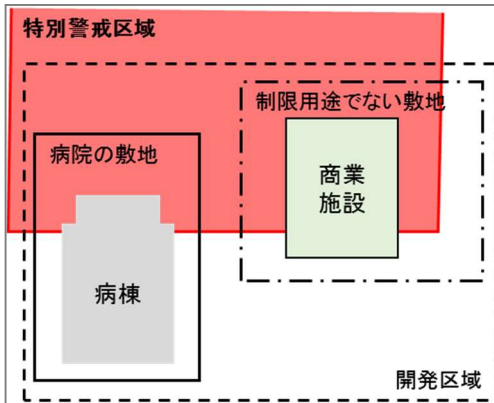 特別警戒区域
制限用途でない敷地
病院の敷地
商業
施設
病棟
開発区域